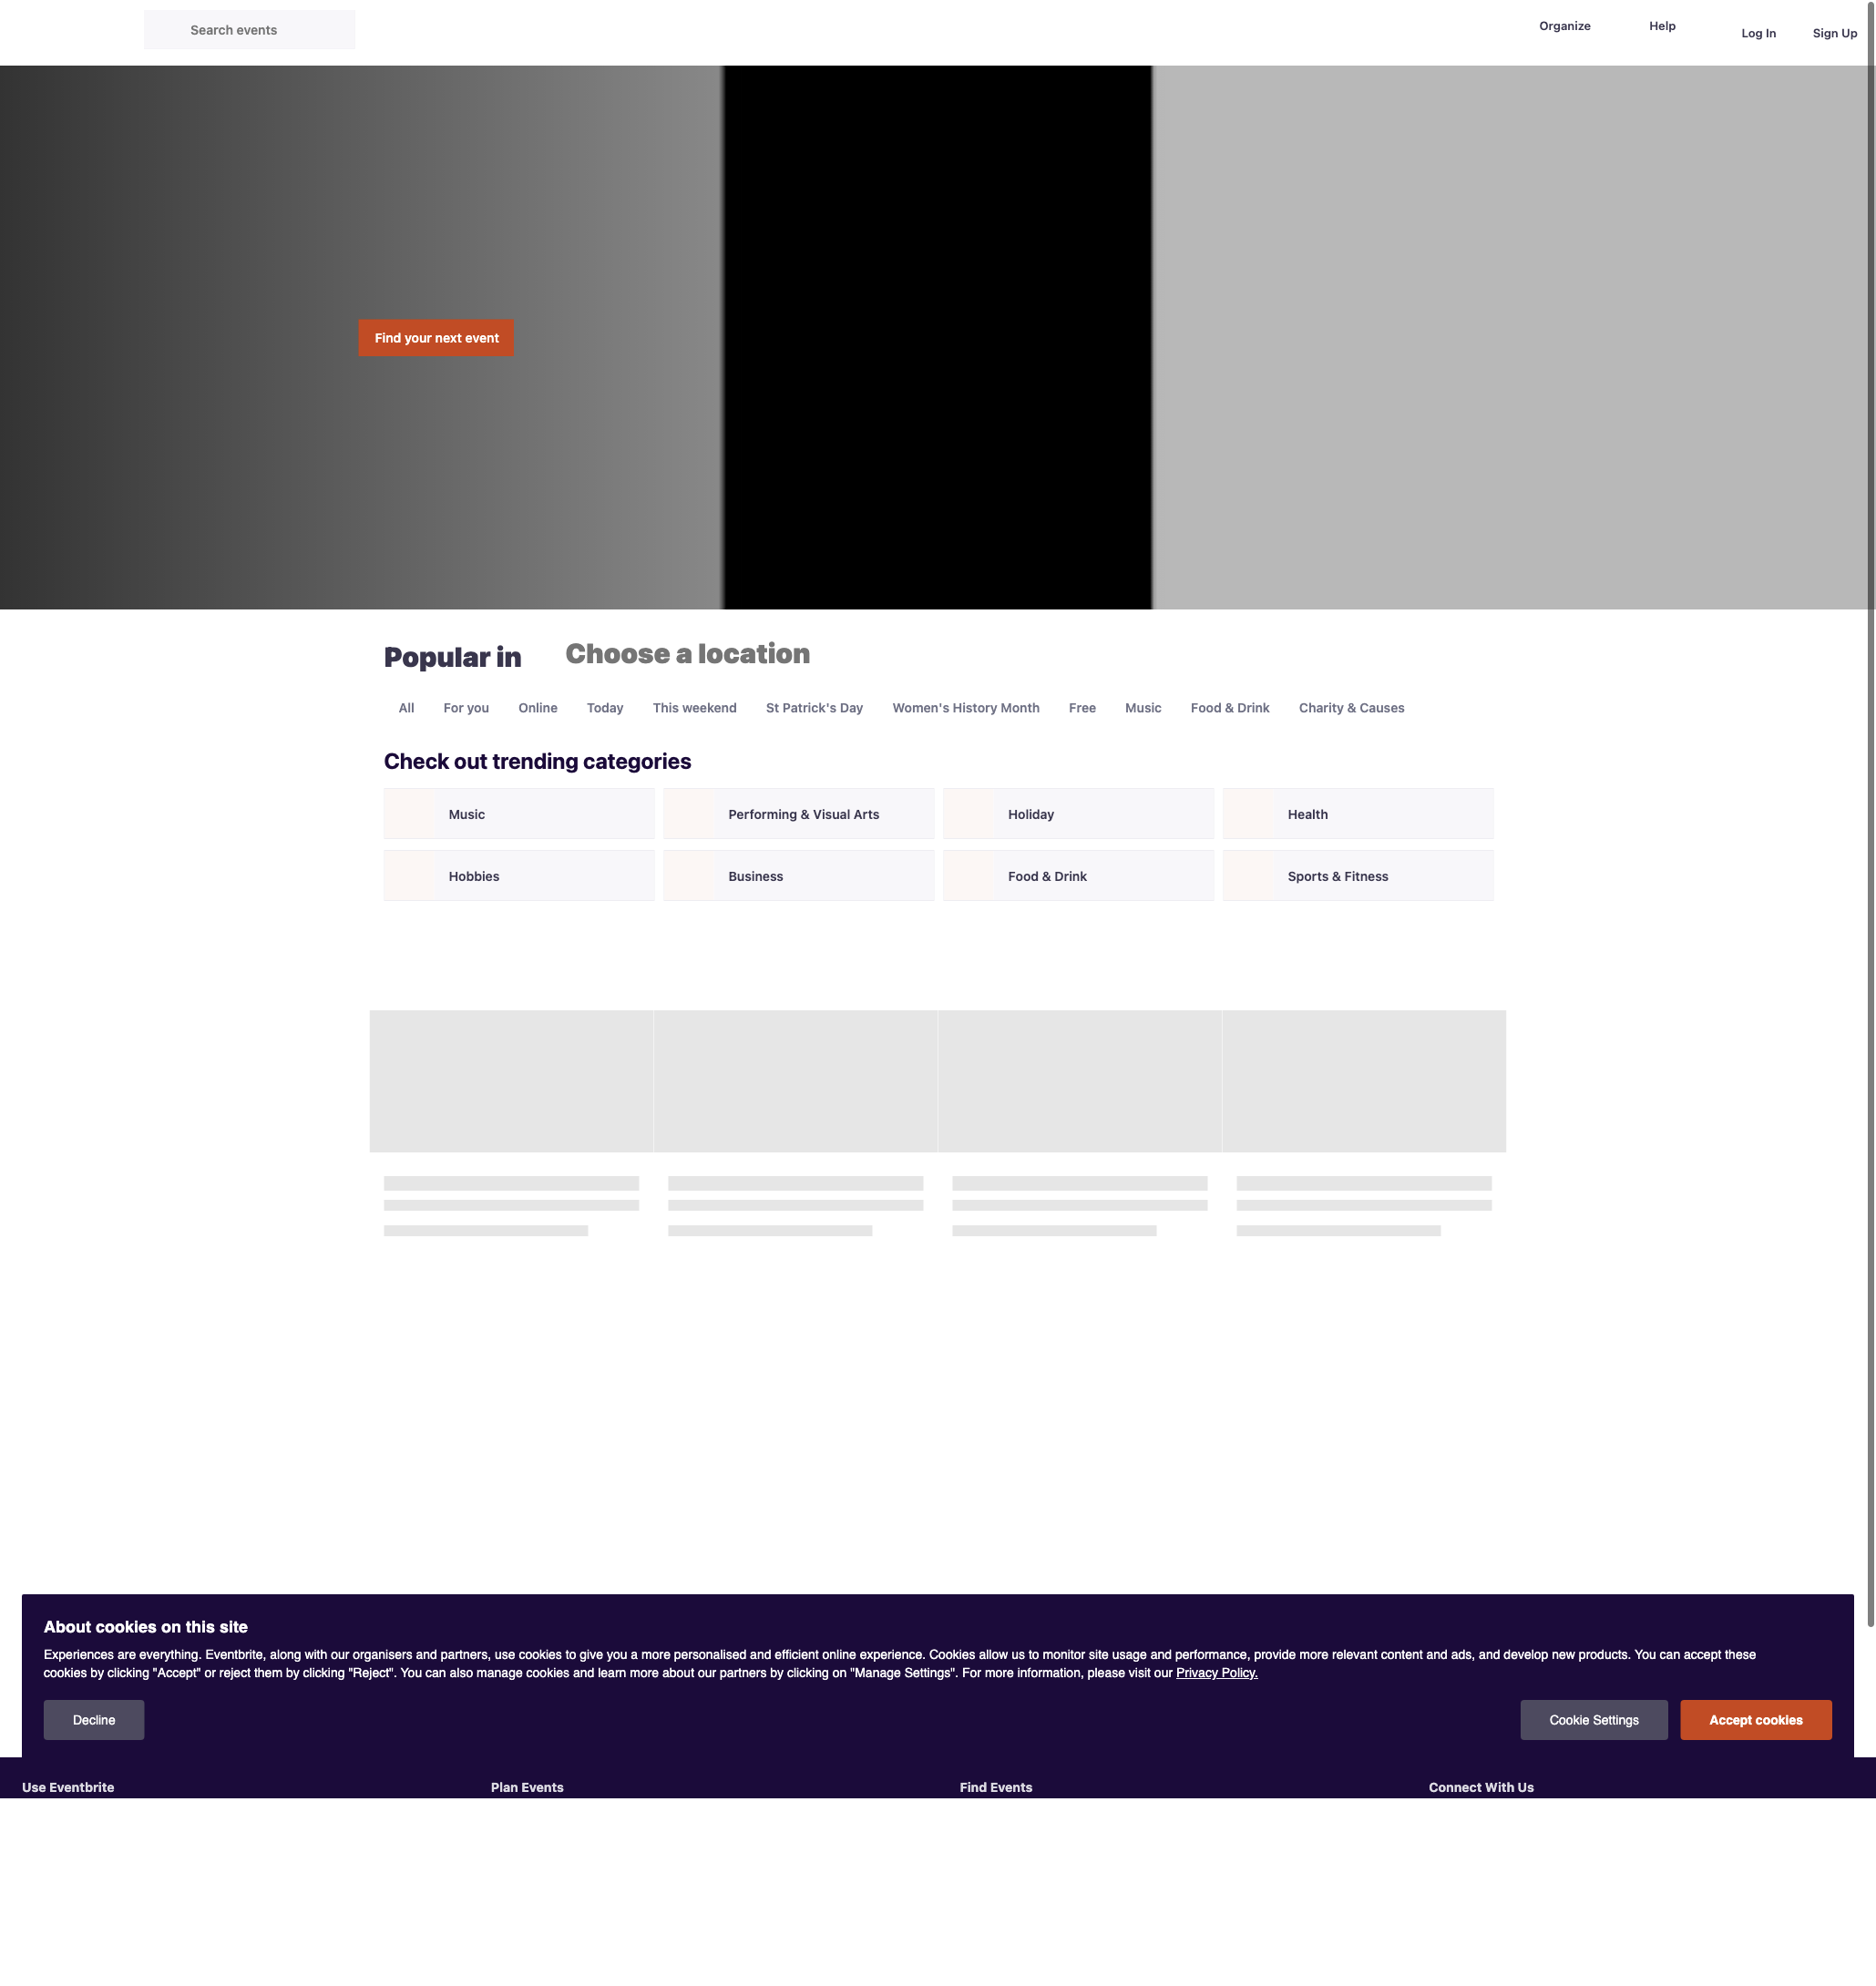 Search events
Organize
Help
Log In
Sign Up
Find your next event
Popular in
Choose a location
All
For you
Online
Today
This weekend
St Patrick's Day
Women's History Month
Free
Music
Food & Drink
Charity & Causes
Check out trending categories
Music
Performing & Visual Arts
Holiday
Health
Hobbies
Business
Food & Drink
Sports & Fitness
About cookies on this site
Experiences are everything. Eventbrite, along with our organisers and partners, use cookies to give you a more personalised and efficient online experience. Cookies allow us to monitor site usage and performance, provide more relevant content and ads, and develop new products. You can accept these
cookies by clicking "Accept" or reject them by clicking "Reject". You can also manage cookies and learn more about our partners by clicking on "Manage Settings". For more information, please visit our Privacy Policy.
Decline
Cookie Settings
Accept cookies
Use Eventbrite
Plan Events
Find Events
Connect With Us